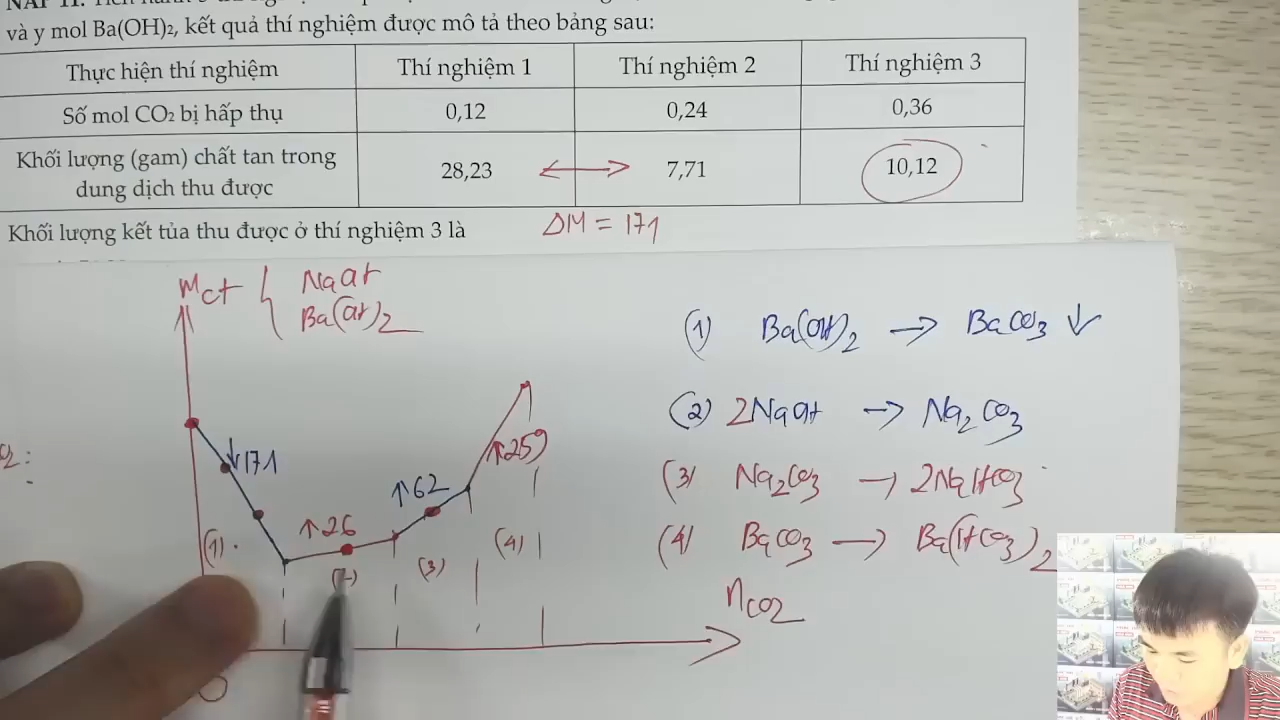 và y mol Ba(OH)₂, kết quả thí nghiệm được mô tả theo bảng sau:
Thực hiện thí nghiệm Thí nghiệm 1 Thí nghiệm 2 Thí nghiệm 3
Số mol CO₂ bị hấp thụ 0,12 0,24 0,36
Khối lượng (gam) chất tan trong
dung dịch thu được 28,23 7,71 10,12
Khối lượng kết tủa thu được ở thí nghiệm 3 là
ΔM = 171
mct { NaOH
Ba(OH)₂
(1) Ba(OH)₂ → BaCO₃ ↓
(2) 2NaOH → Na₂CO₃
(3) Na₂CO₃ → 2NaHCO₃
(4) BaCO₃ → Ba(HCO₃)₂
↓171
↑26
↑62
↑259
(1)
(3)
(4)
nCO2
O